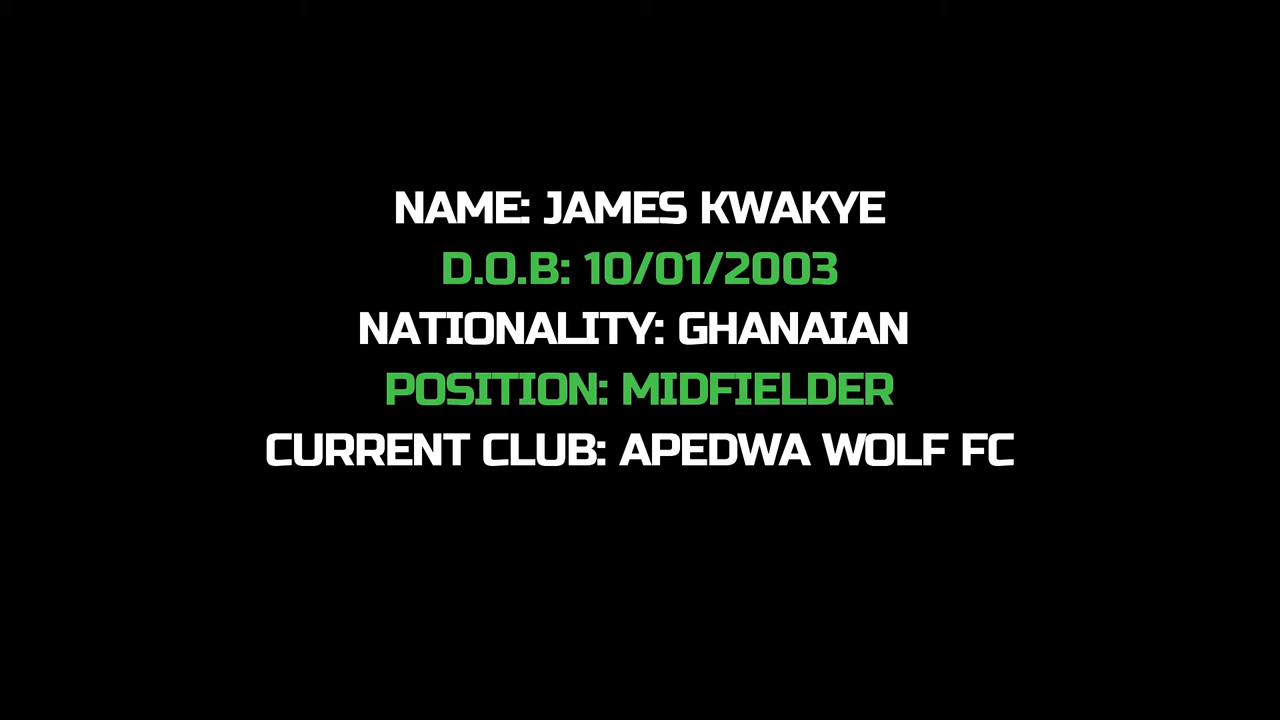 NAME: JAMES KWAKYE
D.O.B: 10/01/2003
NATIONALITY: GHANAIAN
POSITION: MIDFIELDER
CURRENT CLUB: APEDWA WOLF FC